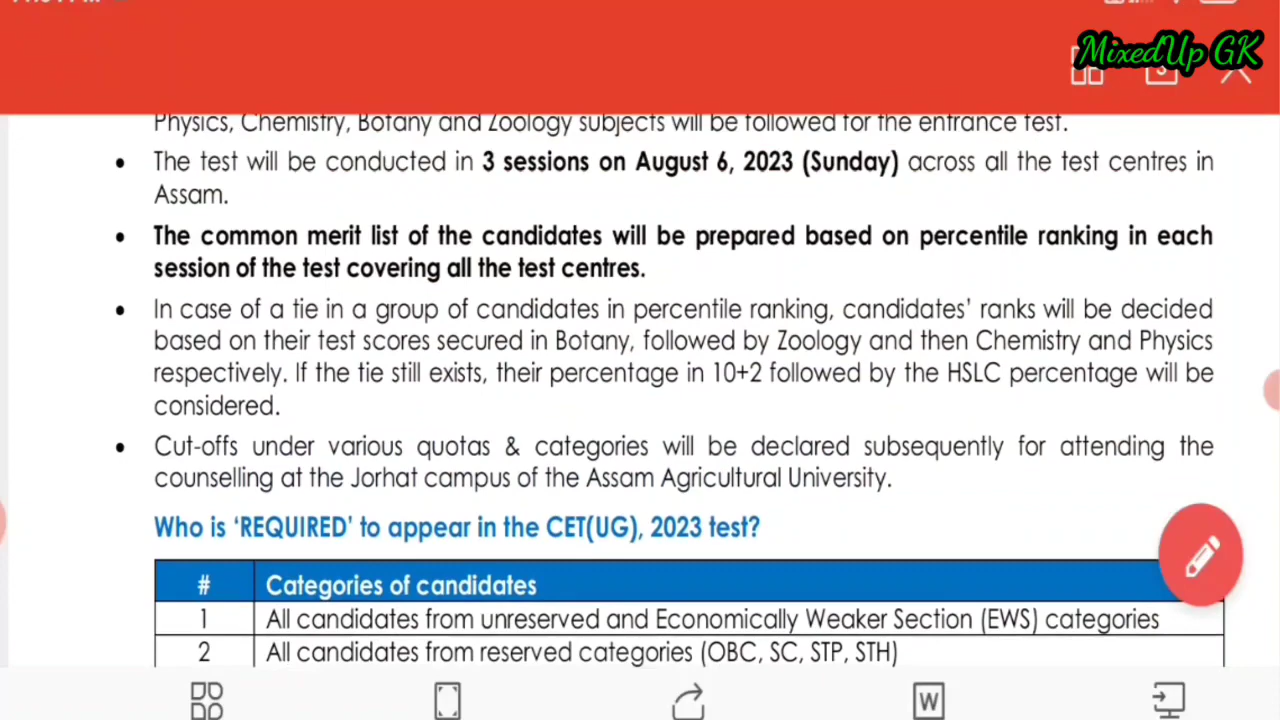 MixedUp GK
Physics, Chemistry, Botany and Zoology subjects will be followed for the entrance test.
• The test will be conducted in 3 sessions on August 6, 2023 (Sunday) across all the test centres in
Assam.
• The common merit list of the candidates will be prepared based on percentile ranking in each
session of the test covering all the test centres.
• In case of a tie in a group of candidates in percentile ranking, candidates' ranks will be decided
based on their test scores secured in Botany, followed by Zoology and then Chemistry and Physics
respectively. If the tie still exists, their percentage in 10+2 followed by the HSLC percentage will be
considered.
• Cut-offs under various quotas & categories will be declared subsequently for attending the
counselling at the Jorhat campus of the Assam Agricultural University.
Who is 'REQUIRED' to appear in the CET(UG), 2023 test?
# Categories of candidates
1 All candidates from unreserved and Economically Weaker Section (EWS) categories
2 All candidates from reserved categories (OBC, SC, STP, STH)
W